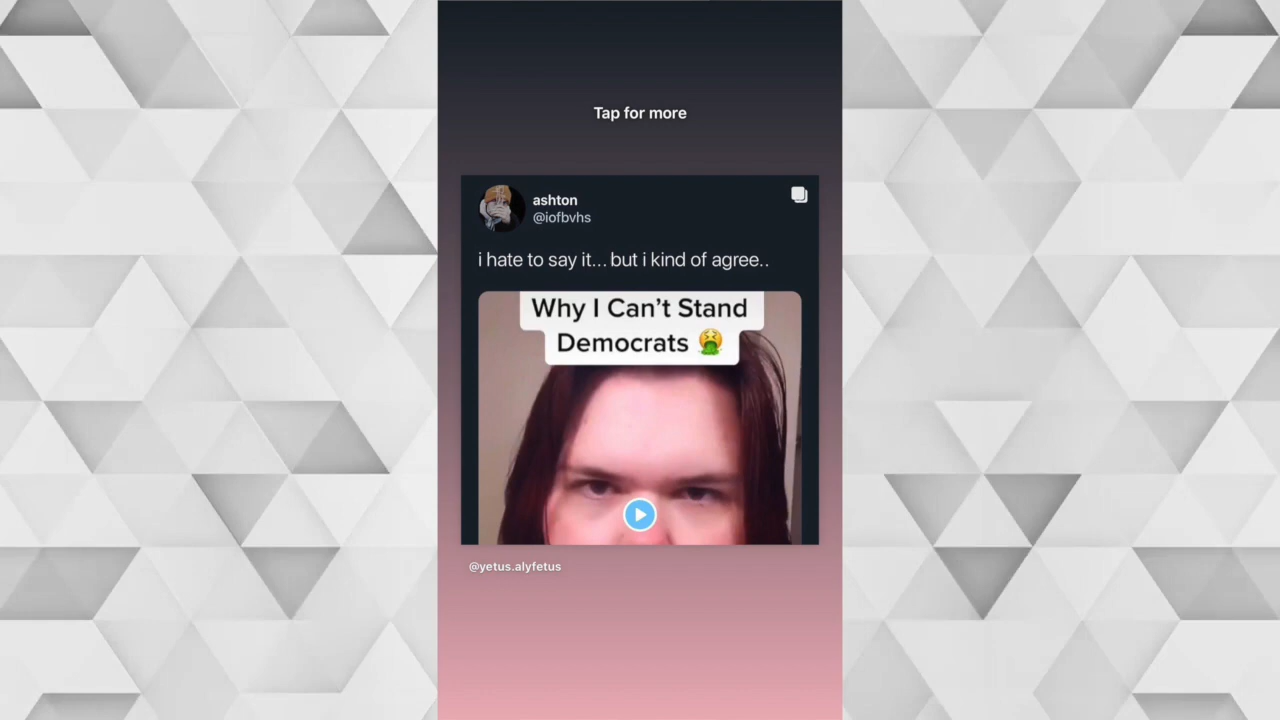 Tap for more
ashton
@iofbvhs
i hate to say it... but i kind of agree..
Why I Can't Stand
Democrats 🤮
@yetus.alyfetus